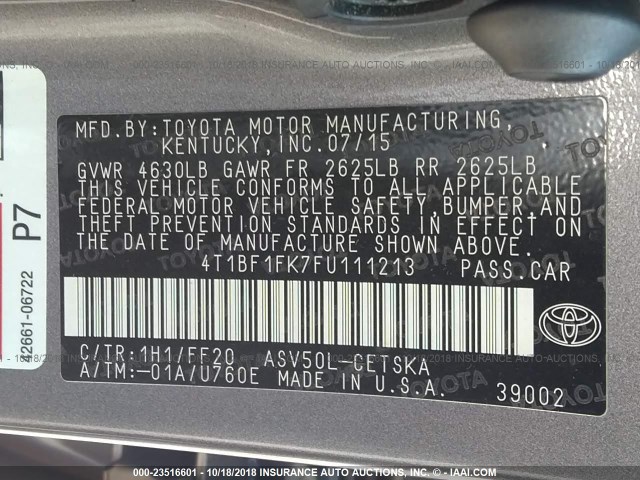 MFD.BY:TOYOTA MOTOR MANUFACTURING,
KENTUCKY, INC.07/15
GVWR 4630LB GAWR FR 2625LB RR 2625LB
THIS VEHICLE CONFORMS TO ALL APPLICABLE
FEDERAL MOTOR VEHICLE SAFETY, BUMPER, AND
THEFT PREVENTION STANDARDS IN EFFECT ON
THE DATE OF MANUFACTURE SHOWN ABOVE.
4T1BF1FK7FU111213 PASS.CAR
C/TR:1H1/FF20 ASV50L-CETSKA
A/TM:-01A/U760E MADE IN U.S.A.
39002
P7
42661-06722
000-23516601 - 10/18/2018 INSURANCE AUTO AUCTIONS, INC. - © IAAI.COM